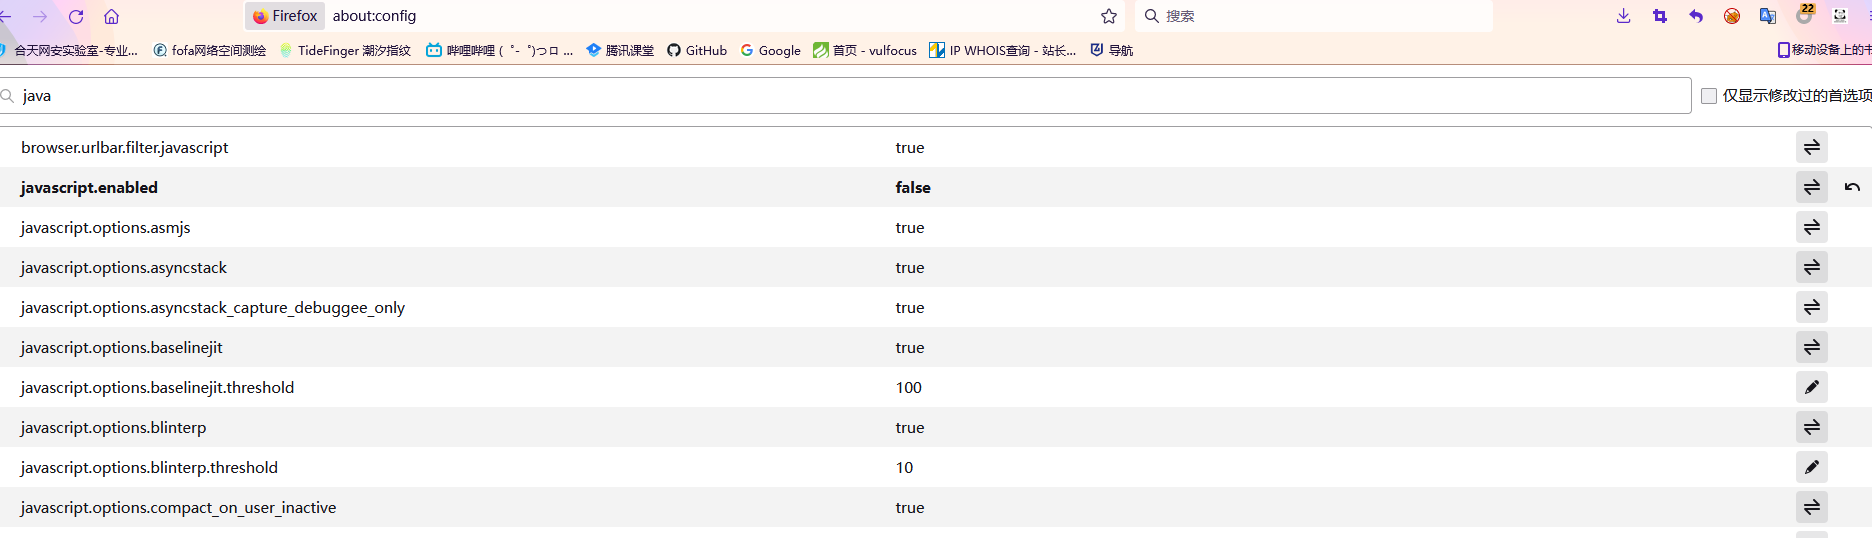 Firefox about:config 搜索 22
合天网安实验室-专业... fofa网络空间测绘 TideFinger 潮汐指纹 哔哩哔哩 ( ゜- ゜)つロ ... 腾讯课堂 GitHub Google 首页 - vulfocus IP WHOIS查询 - 站长... 导航 移动设备上的书
java 仅显示修改过的首选项
browser.urlbar.filter.javascript true
javascript.enabled false
javascript.options.asmjs true
javascript.options.asyncstack true
javascript.options.asyncstack_capture_debuggee_only true
javascript.options.baselinejit true
javascript.options.baselinejit.threshold 100
javascript.options.blinterp true
javascript.options.blinterp.threshold 10
javascript.options.compact_on_user_inactive true